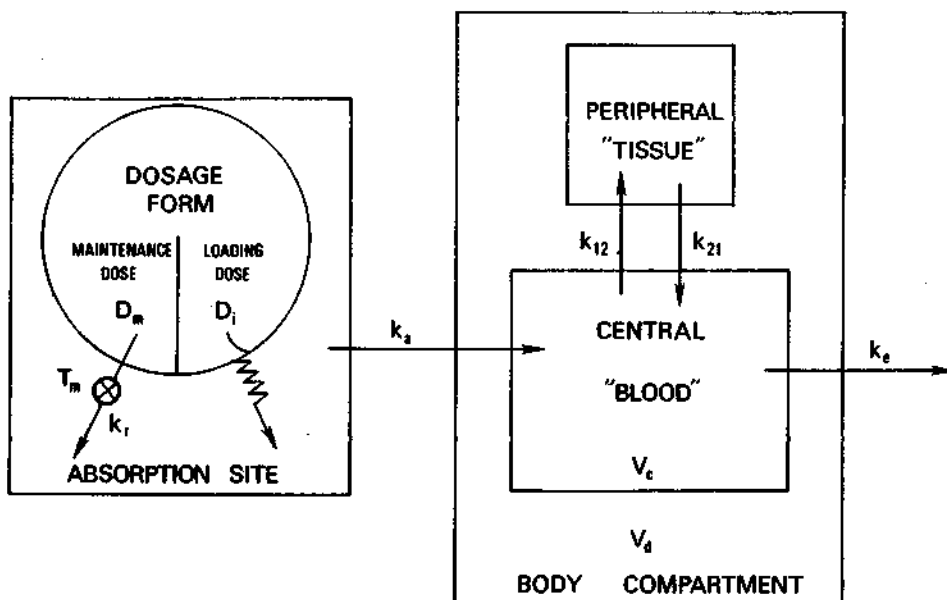 DOSAGE
FORM
MAINTENANCE
DOSE
LOADING
DOSE
Dm
Di
Tm
kr
ABSORPTION SITE
ka
PERIPHERAL
"TISSUE"
k12
k21
CENTRAL
"BLOOD"
Vc
ke
Vd
BODY COMPARTMENT